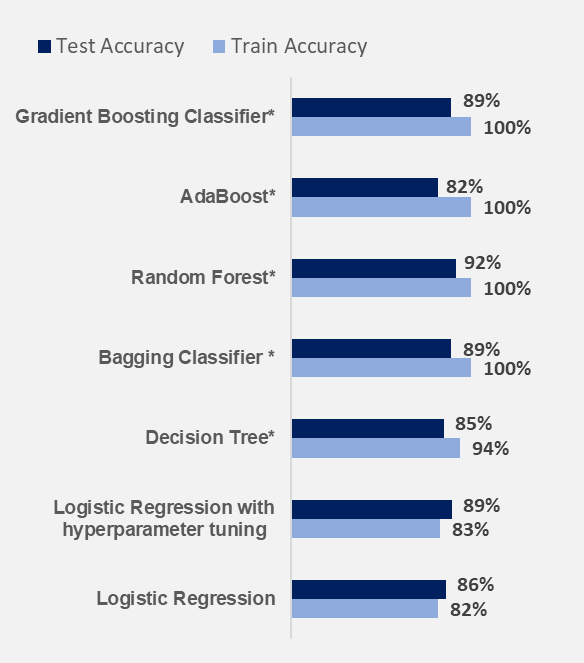 Test Accuracy Train Accuracy
Gradient Boosting Classifier*
89%
100%
AdaBoost*
82%
100%
Random Forest*
92%
100%
Bagging Classifier *
89%
100%
Decision Tree*
85%
94%
Logistic Regression with
hyperparameter tuning
89%
83%
Logistic Regression
86%
82%